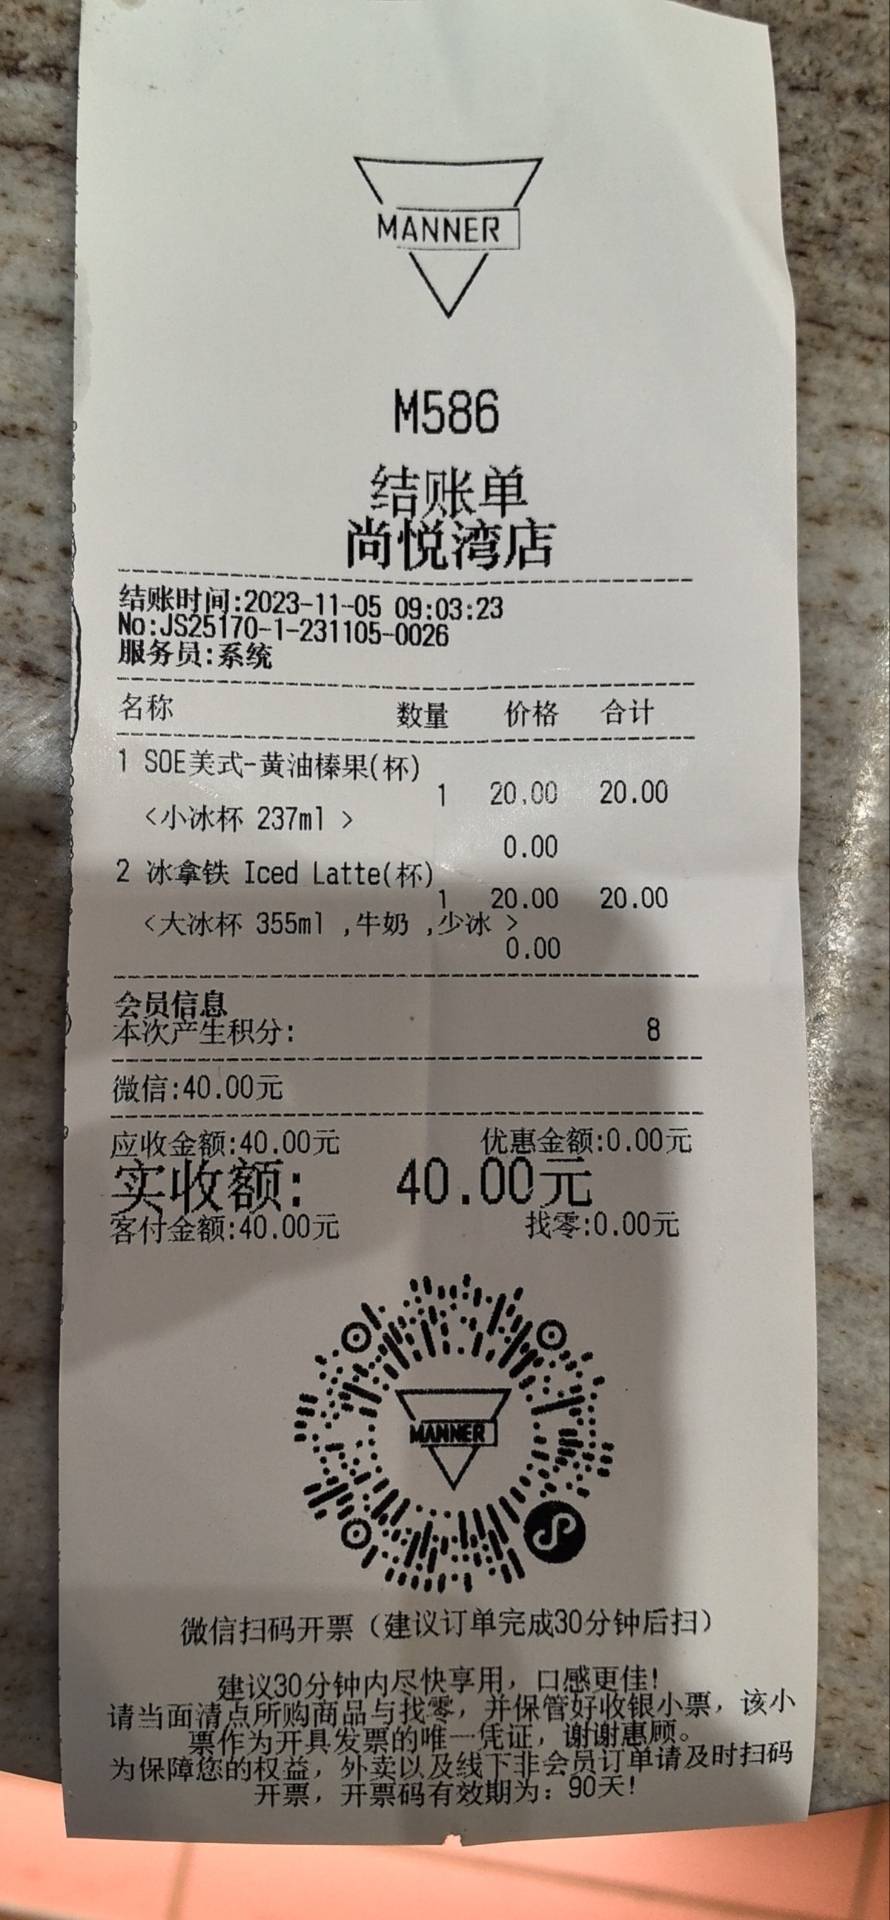 MANNER
M586
结账单
尚悦湾店
结账时间:2023-11-05 09:03:23
No:JS25170-1-231105-0026
服务员:系统
名称 数量 价格 合计
1 SOE美式-黄油榛果(杯)
1 20.00 20.00
<小冰杯 237ml >
0.00
2 冰拿铁 Iced Latte(杯)
1 20.00 20.00
<大冰杯 355ml ,牛奶 ,少冰 >
0.00
会员信息
本次产生积分: 8
微信:40.00元
应收金额:40.00元 优惠金额:0.00元
实收额: 40.00元
客付金额:40.00元 找零:0.00元
MANNER
微信扫码开票（建议订单完成30分钟后扫）
建议30分钟内尽快享用，口感更佳!
请当面清点所购商品与找零，并保管好收银小票，该小
票作为开具发票的唯一凭证，谢谢惠顾。
为保障您的权益，外卖以及线下非会员订单请及时扫码
开票，开票码有效期为：90天!